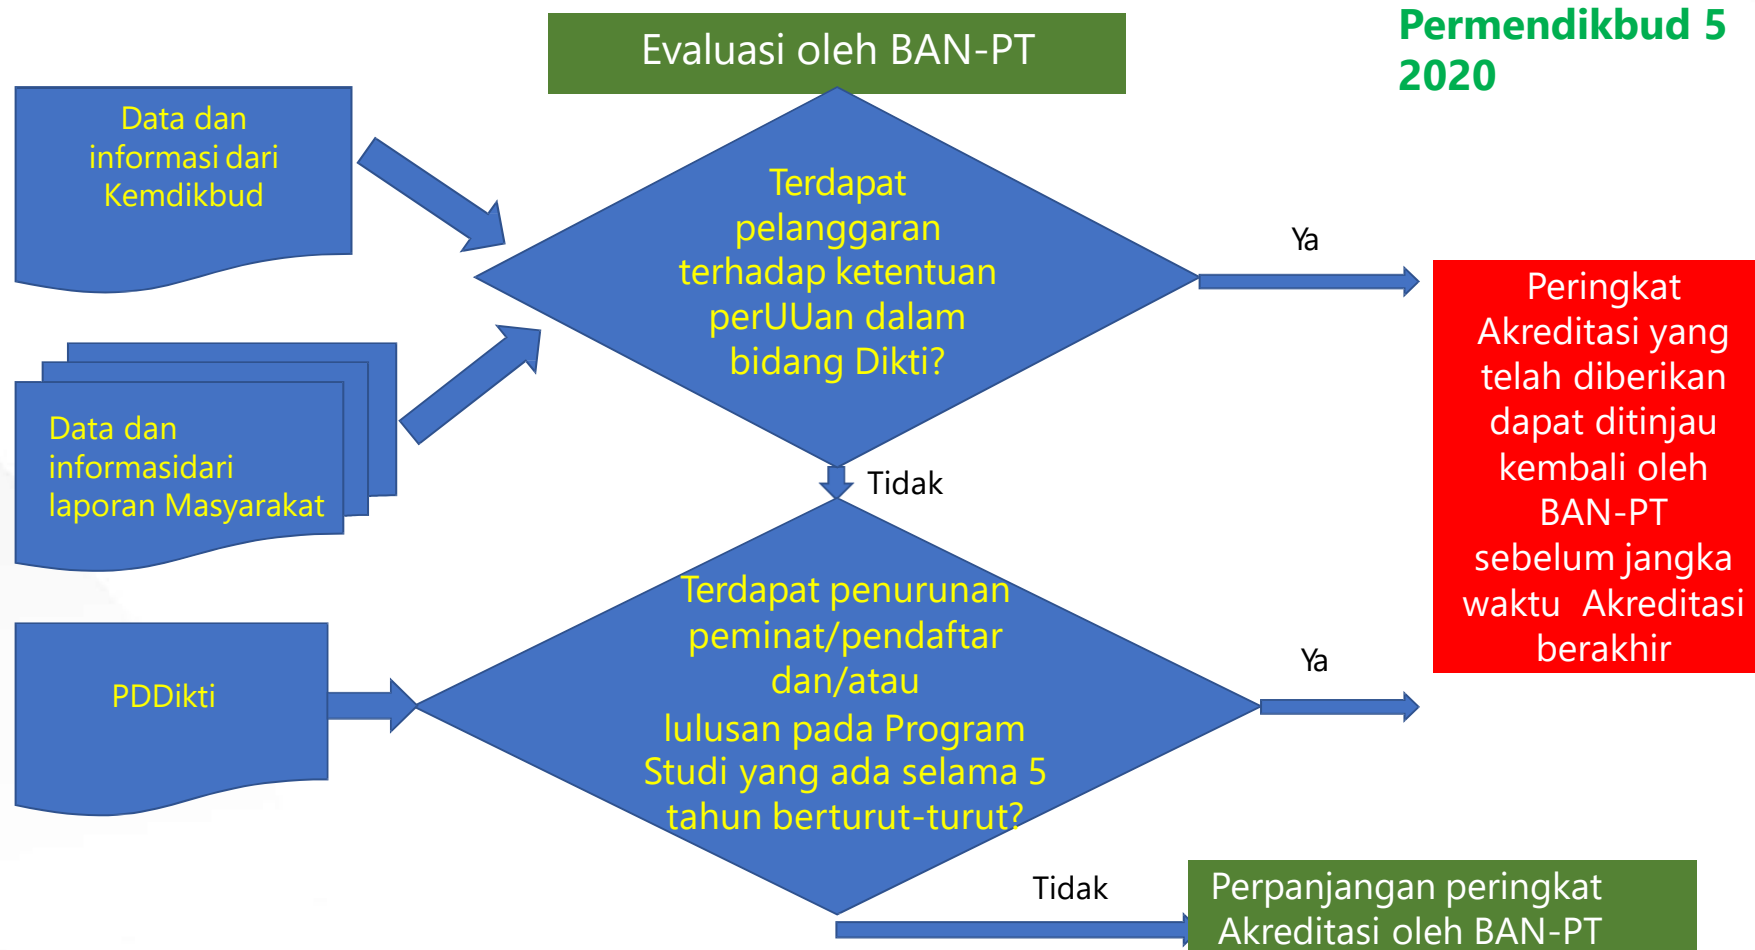 Evaluasi oleh BAN-PT
Permendikbud 5
2020
Data dan
informasi dari
Kemdikbud
Terdapat
pelanggaran
terhadap ketentuan
perUUan dalam
bidang Dikti?
Ya
Peringkat
Akreditasi yang
telah diberikan
dapat ditinjau
kembali oleh
BAN-PT
sebelum jangka
waktu Akreditasi
berakhir
Data dan
informasidari
laporan Masyarakat
Tidak
PDDikti
Terdapat penurunan
peminat/pendaftar
dan/atau
lulusan pada Program
Studi yang ada selama 5
tahun berturut-turut?
Ya
Tidak
Perpanjangan peringkat
Akreditasi oleh BAN-PT